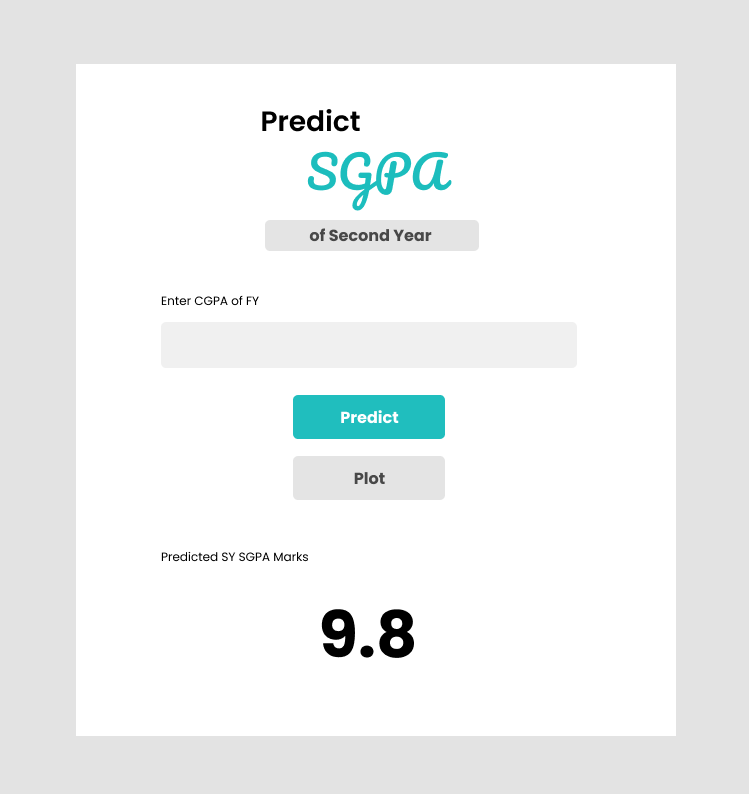 Predict
SGPA
of Second Year
Enter CGPA of FY
Predict
Plot
Predicted SY SGPA Marks
9.8